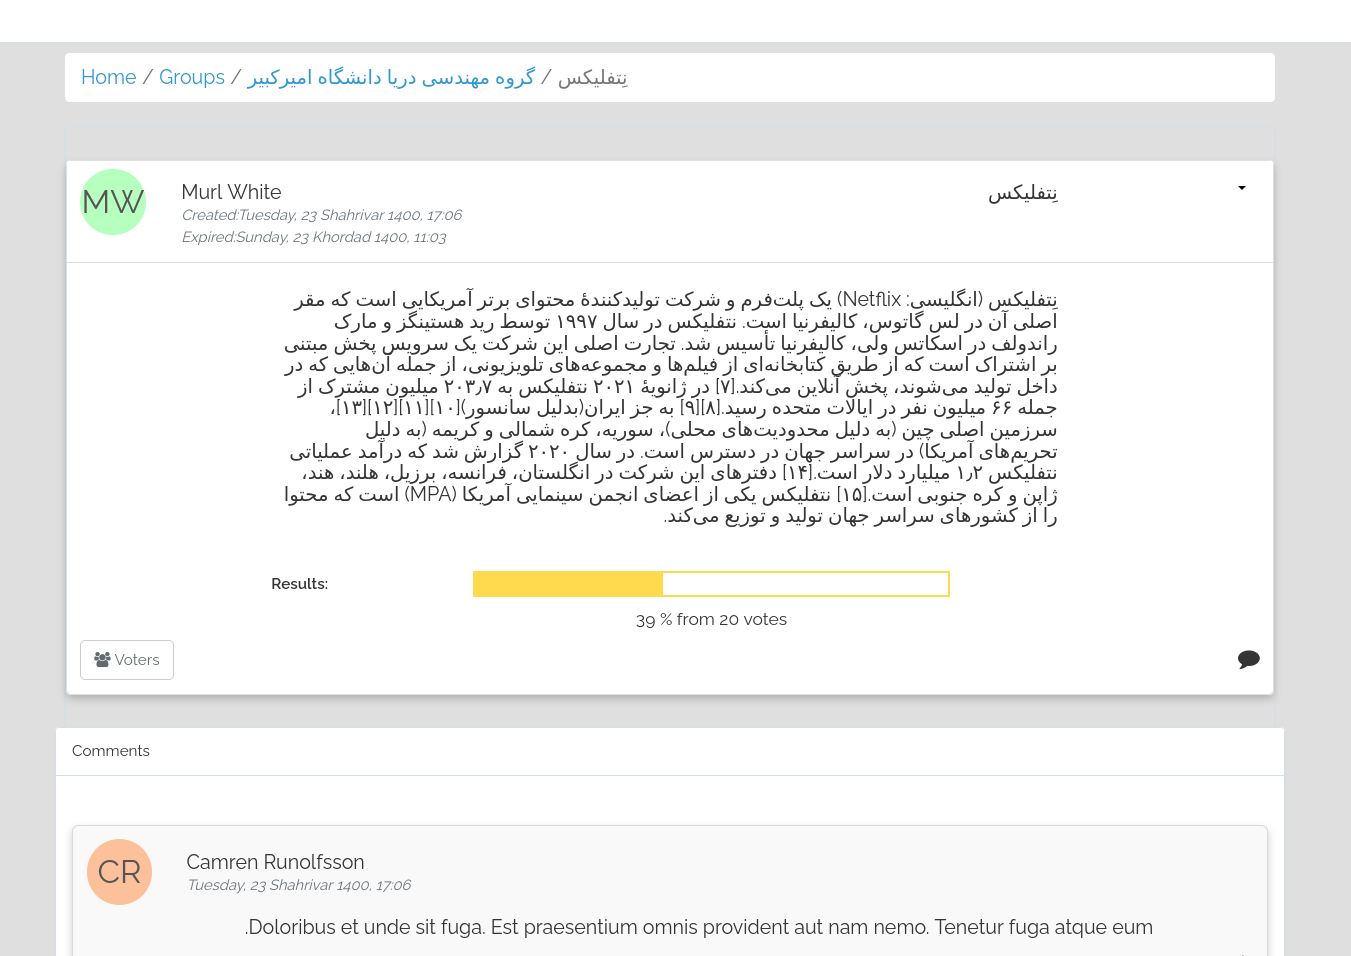 Home / Groups / گروه مهندسی دریا دانشگاه امیرکبیر / نِتفلیکس
MW
Murl White
نِتفلیکس
Created:Tuesday, 23 Shahrivar 1400, 17:06
Expired:Sunday, 23 Khordad 1400, 11:03
نِتفلیکس (انگلیسی: Netflix) یک پلت‌فرم و شرکت تولیدکنندهٔ محتوای برتر آمریکایی است که مقر
اصلی آن در لس گاتوس، کالیفرنیا است. نتفلیکس در سال ۱۹۹۷ توسط رید هستینگز و مارک
راندولف در اسکاتس ولی، کالیفرنیا تأسیس شد. تجارت اصلی این شرکت یک سرویس پخش مبتنی
بر اشتراک است که از طریق کتابخانه‌ای از فیلم‌ها و مجموعه‌های تلویزیونی، از جمله آن‌هایی که در
داخل تولید می‌شوند، پخش آنلاین می‌کند.[۷] در ژانویهٔ ۲۰۲۱ نتفلیکس به ۲۰۳٫۷ میلیون مشترک از
جمله ۶۶ میلیون نفر در ایالات متحده رسید.[۸][۹] به جز ایران(بدلیل سانسور)[۱۰][۱۱][۱۲][۱۳]،
سرزمین اصلی چین (به دلیل محدودیت‌های محلی)، سوریه، کره شمالی و کریمه (به دلیل
تحریم‌های آمریکا) در سراسر جهان در دسترس است. در سال ۲۰۲۰ گزارش شد که درآمد عملیاتی
نتفلیکس ۱٫۲ میلیارد دلار است.[۱۴] دفترهای این شرکت در انگلستان، فرانسه، برزیل، هلند، هند،
ژاپن و کره جنوبی است.[۱۵] نتفلیکس یکی از اعضای انجمن سینمایی آمریکا (MPA) است که محتوا
را از کشورهای سراسر جهان تولید و توزیع می‌کند.
Results:
39 % from 20 votes
Voters
Comments
CR
Camren Runolfsson
Tuesday, 23 Shahrivar 1400, 17:06
.Doloribus et unde sit fuga. Est praesentium omnis provident aut nam nemo. Tenetur fuga atque eum